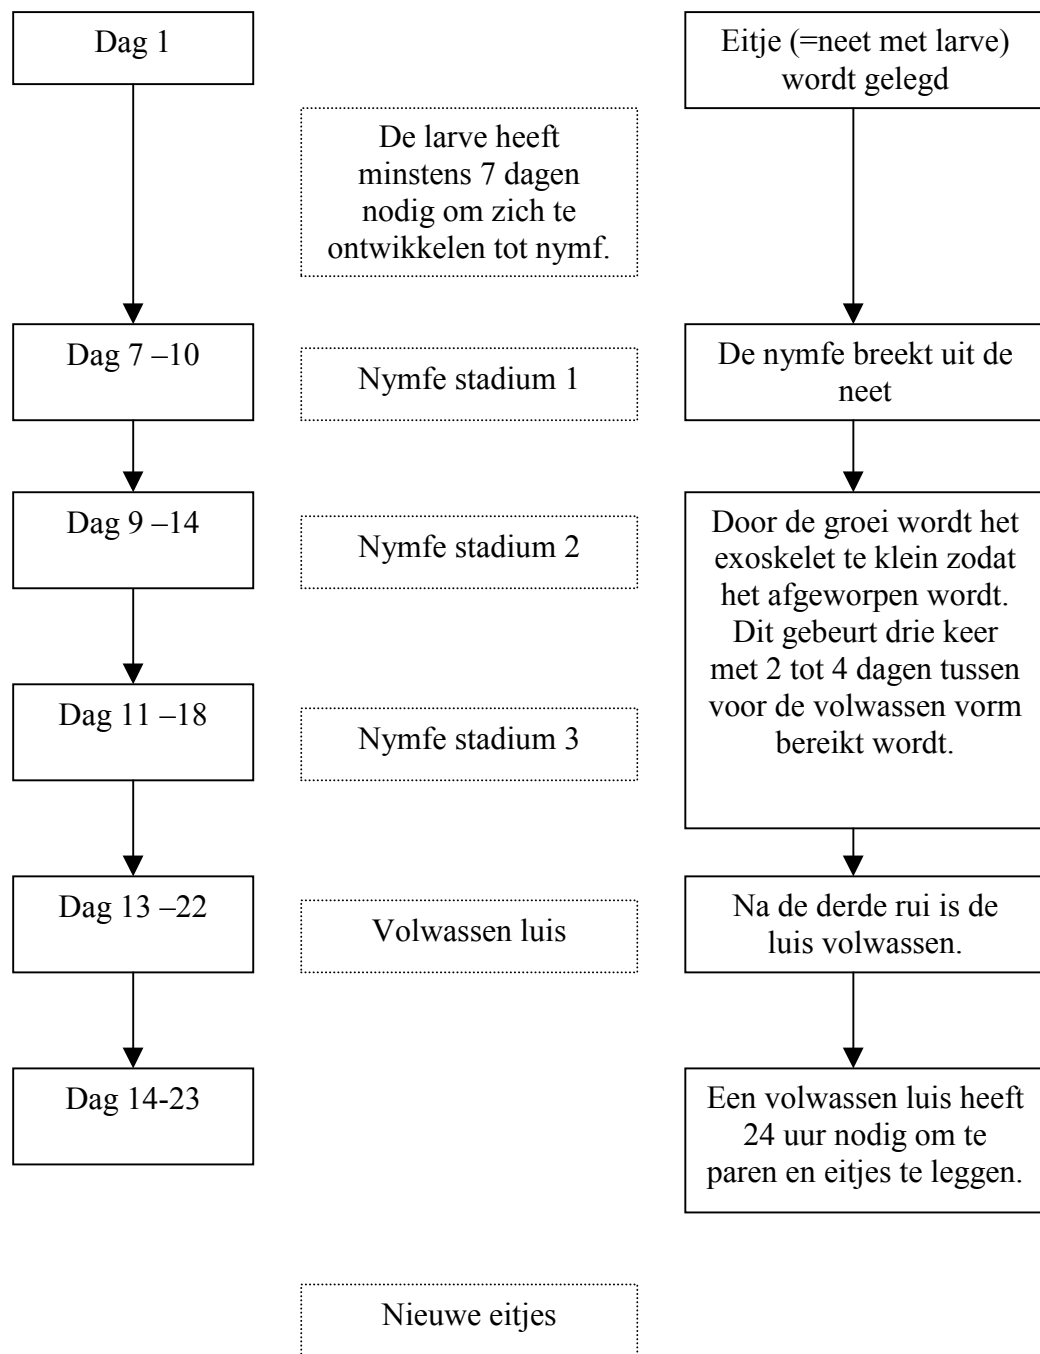 Dag 1
Eitje (=neet met larve)
wordt gelegd
De larve heeft
minstens 7 dagen
nodig om zich te
ontwikkelen tot nymf.
Dag 7 –10
Nymfe stadium 1
De nymfe breekt uit de
neet
Dag 9 –14
Nymfe stadium 2
Door de groei wordt het
exoskelet te klein zodat
het afgeworpen wordt.
Dit gebeurt drie keer
met 2 tot 4 dagen tussen
voor de volwassen vorm
bereikt wordt.
Dag 11 –18
Nymfe stadium 3
Dag 13 –22
Volwassen luis
Na de derde rui is de
luis volwassen.
Dag 14-23
Een volwassen luis heeft
24 uur nodig om te
paren en eitjes te leggen.
Nieuwe eitjes